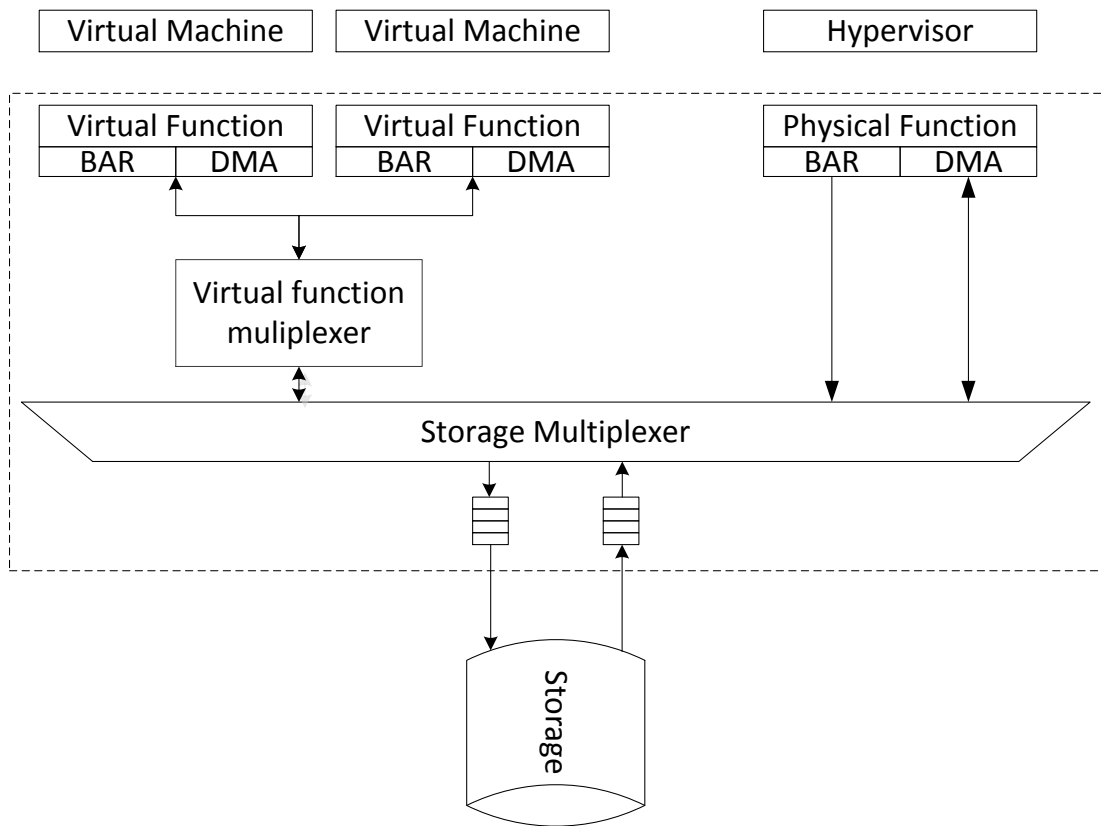 Virtual Machine
Virtual Machine
Hypervisor
Virtual Function
Virtual Function
Physical Function
BAR
DMA
BAR
DMA
BAR
DMA
Virtual function
muliplexer
Storage Multiplexer
Storage